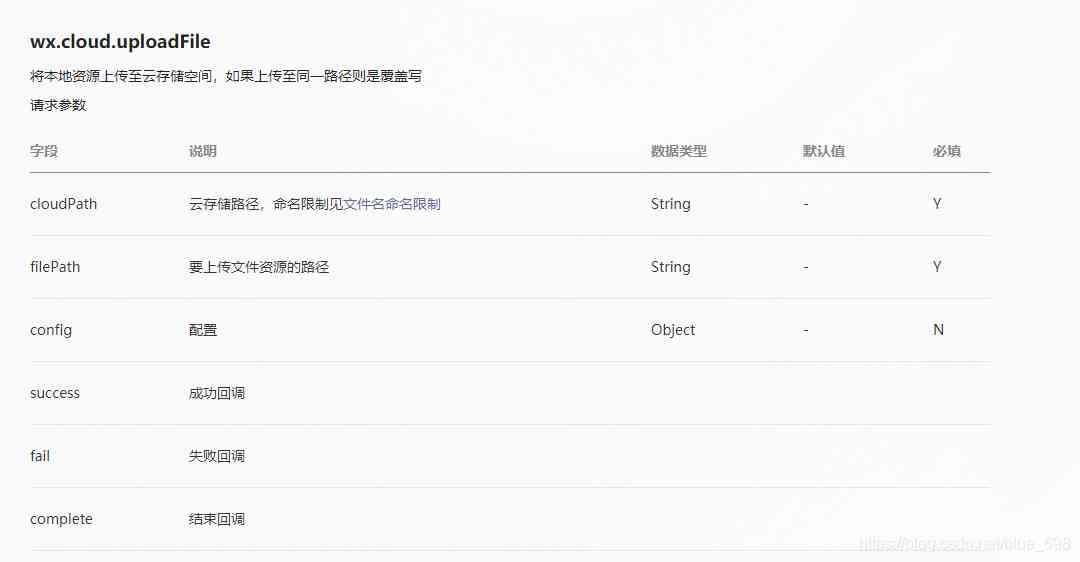 wx.cloud.uploadFile
将本地资源上传至云存储空间，如果上传至同一路径则是覆盖写
请求参数
字段 说明 数据类型 默认值 必填
cloudPath 云存储路径，命名限制见文件名命名限制 String - Y
filePath 要上传文件资源的路径 String - Y
config 配置 Object - N
success 成功回调
fail 失败回调
complete 结束回调
https://blog.csdn.net/blue_698